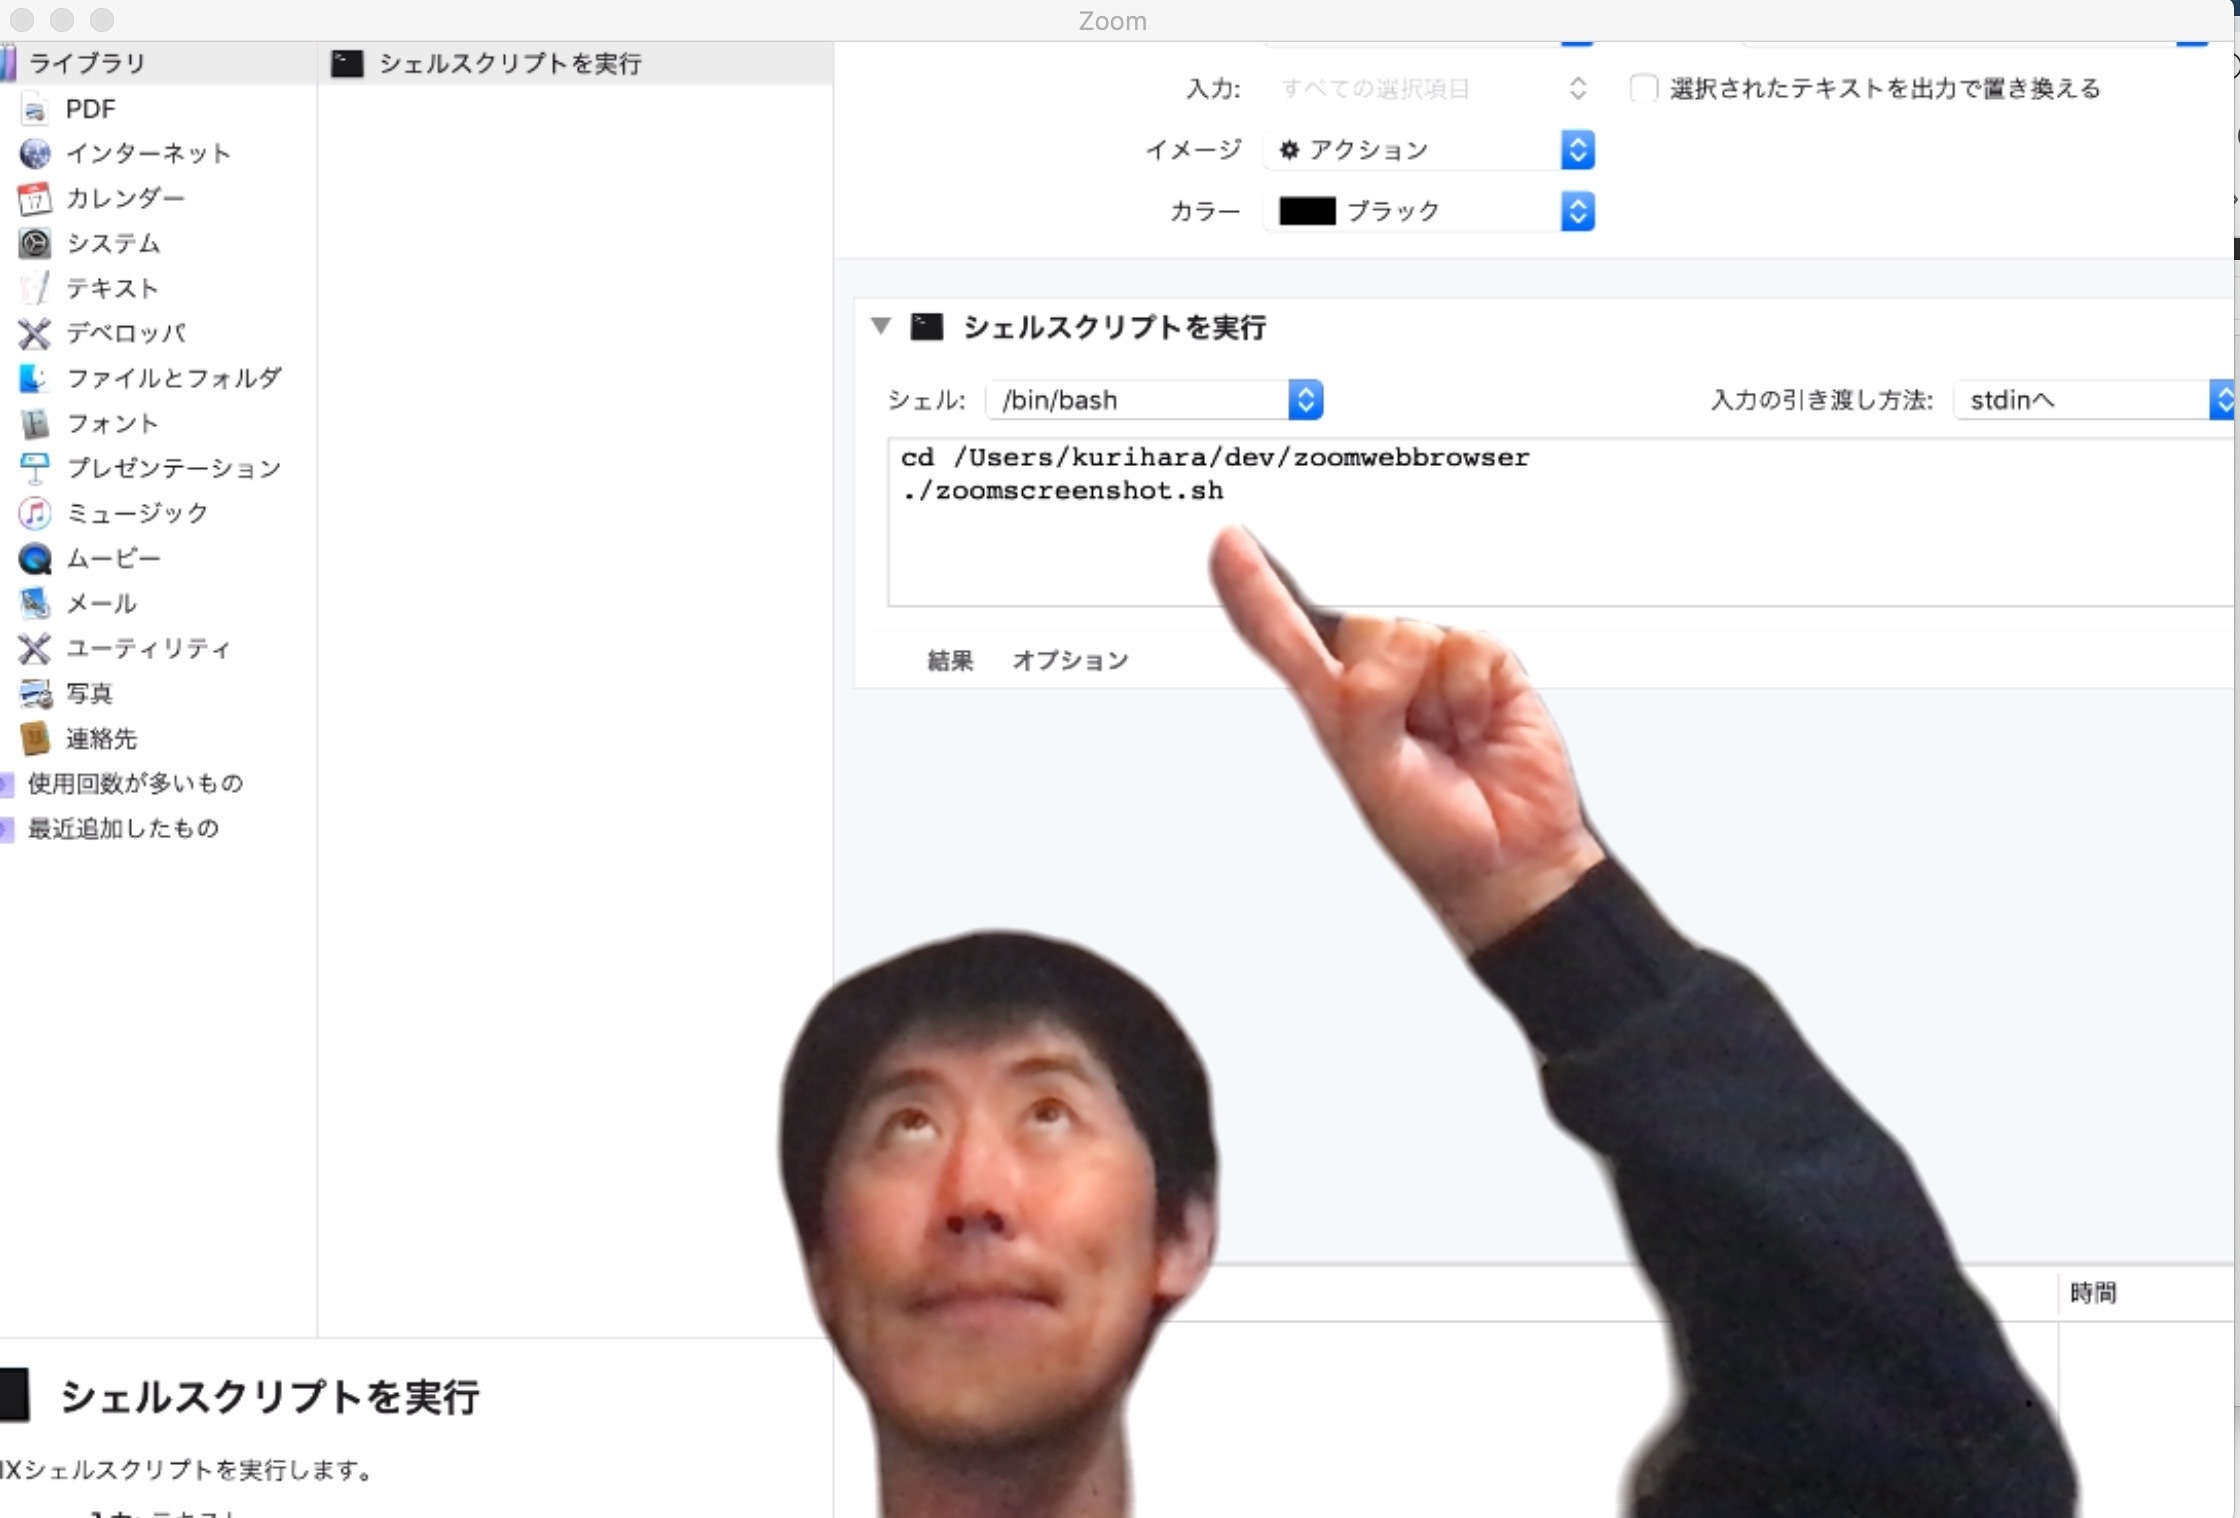 Zoom
ライブラリ
PDF
インターネット
カレンダー
システム
テキスト
デベロッパ
ファイルとフォルダ
フォント
プレゼンテーション
ミュージック
ムービー
メール
ユーティリティ
写真
連絡先
使用回数が多いもの
最近追加したもの
シェルスクリプトを実行
入力: すべての選択項目 選択されたテキストを出力で置き換える
イメージ アクション
カラー ブラック
シェルスクリプトを実行
シェル: /bin/bash 入力の引き渡し方法: stdinへ
cd /Users/kurihara/dev/zoomwebbrowser
./zoomscreenshot.sh
結果 オプション
時間
シェルスクリプトを実行
IXシェルスクリプトを実行します。